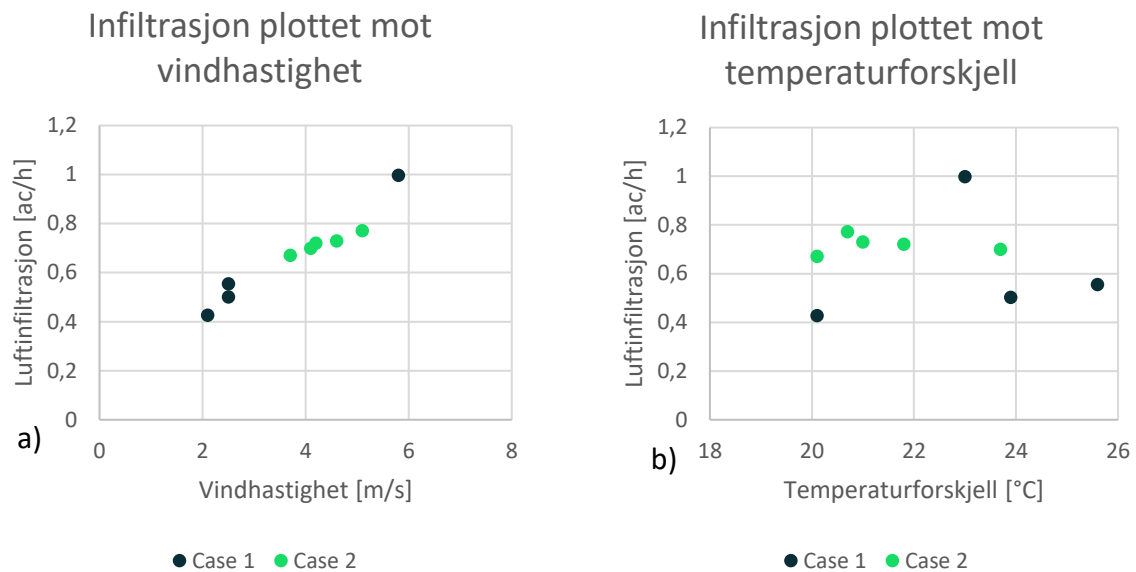 Infiltrasjon plottet mot
vindhastighet
Luftinfiltrasjon [ac/h]
1,2
1
0,8
0,6
0,4
0,2
0
0 2 4 6 8
a)
Vindhastighet [m/s]
Case 1 Case 2
Infiltrasjon plottet mot
temperaturforskjell
Luftinfiltrasjon [ac/h]
1,2
1
0,8
0,6
0,4
0,2
0
18 20 22 24 26
b)
Temperaturforskjell [°C]
Case 1 Case 2